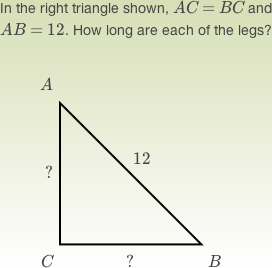 In the right triangle shown, AC = BC and
AB = 12. How long are each of the legs?
A
12
?
C
?
B